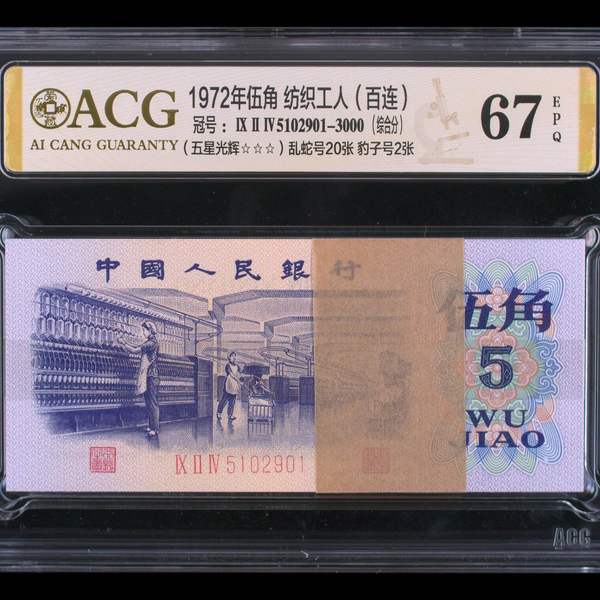 ACG
AI CANG GUARANTY
1972年伍角 纺织工人（百连）
冠号：IX II IV 5102901-3000（综合分）
（五星光辉☆☆☆）乱蛇号20张 豹子号2张
67
EPQ
中國人民銀行
伍角
5
WU
JIAO
IX II IV 5102901
ACG